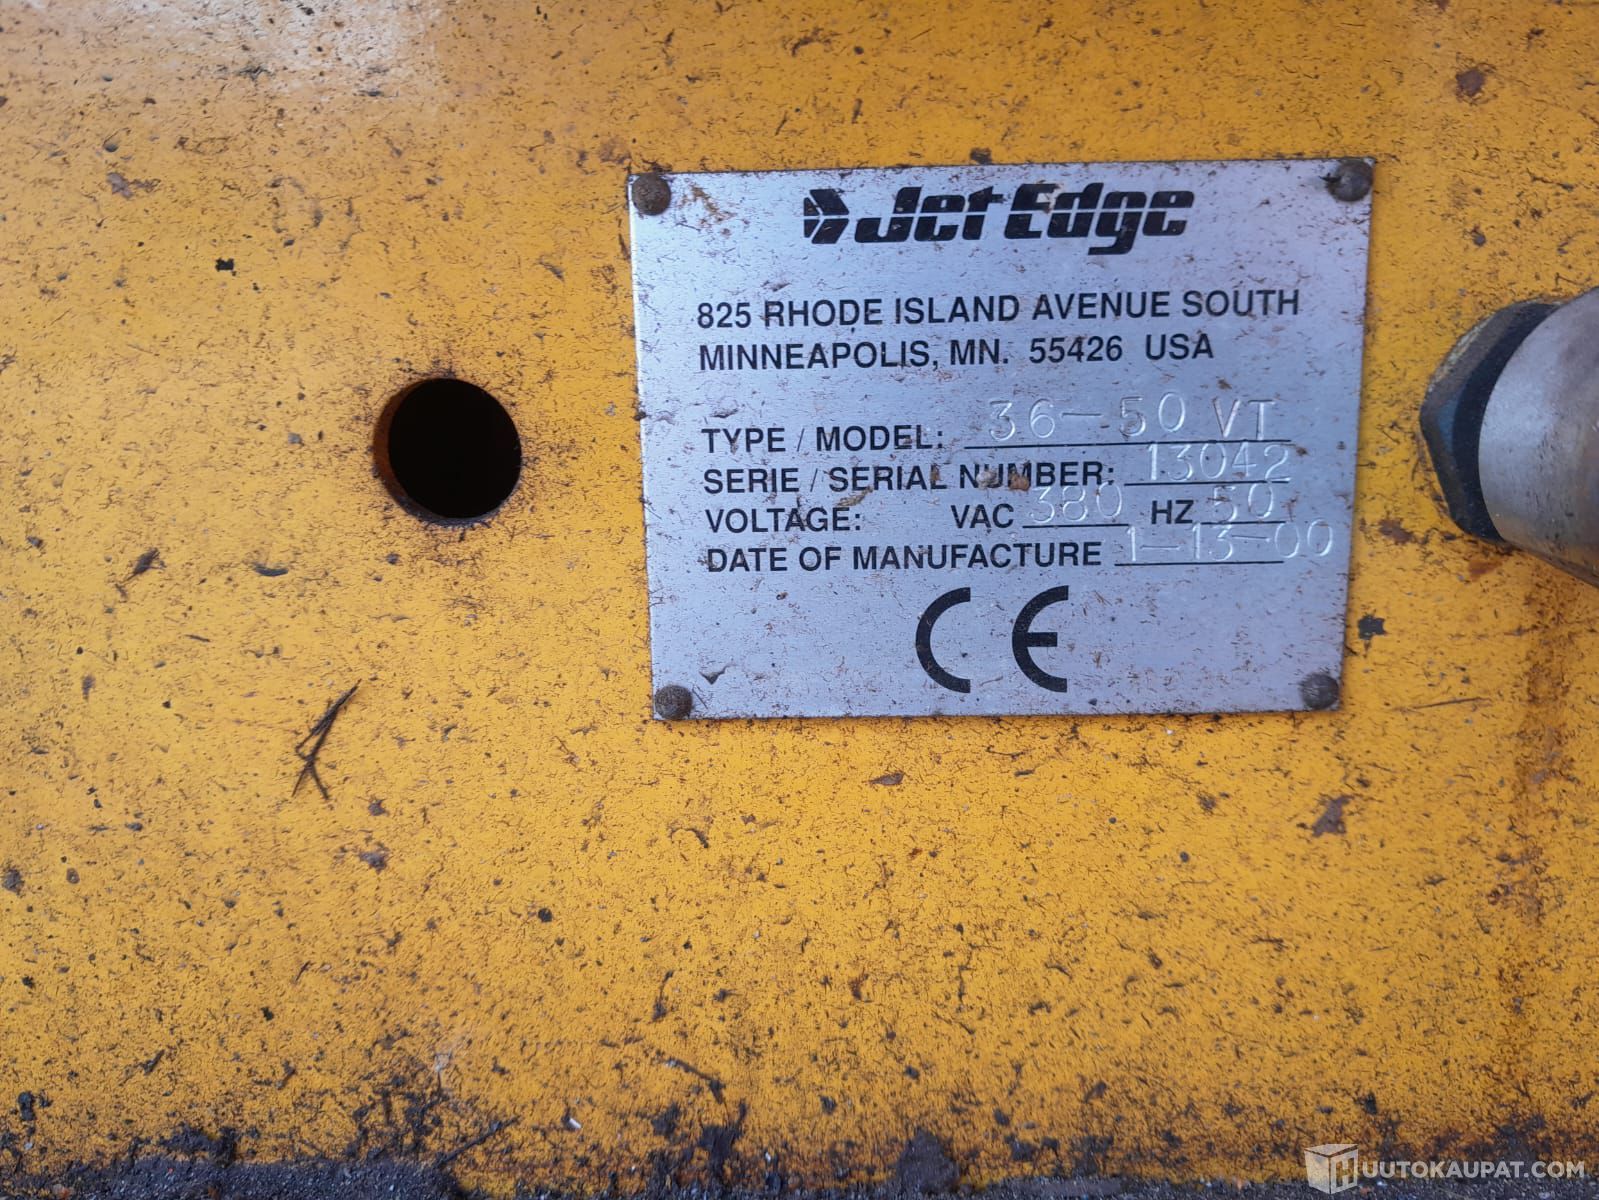 Jet Edge
825 RHODE ISLAND AVENUE SOUTH
MINNEAPOLIS, MN. 55426 USA
TYPE / MODEL: 36-50 VT
SERIE / SERIAL NUMBER: 13042
VOLTAGE: VAC 380 HZ 50
DATE OF MANUFACTURE 1-13-00
CE
HUUTOKAUPAT.COM